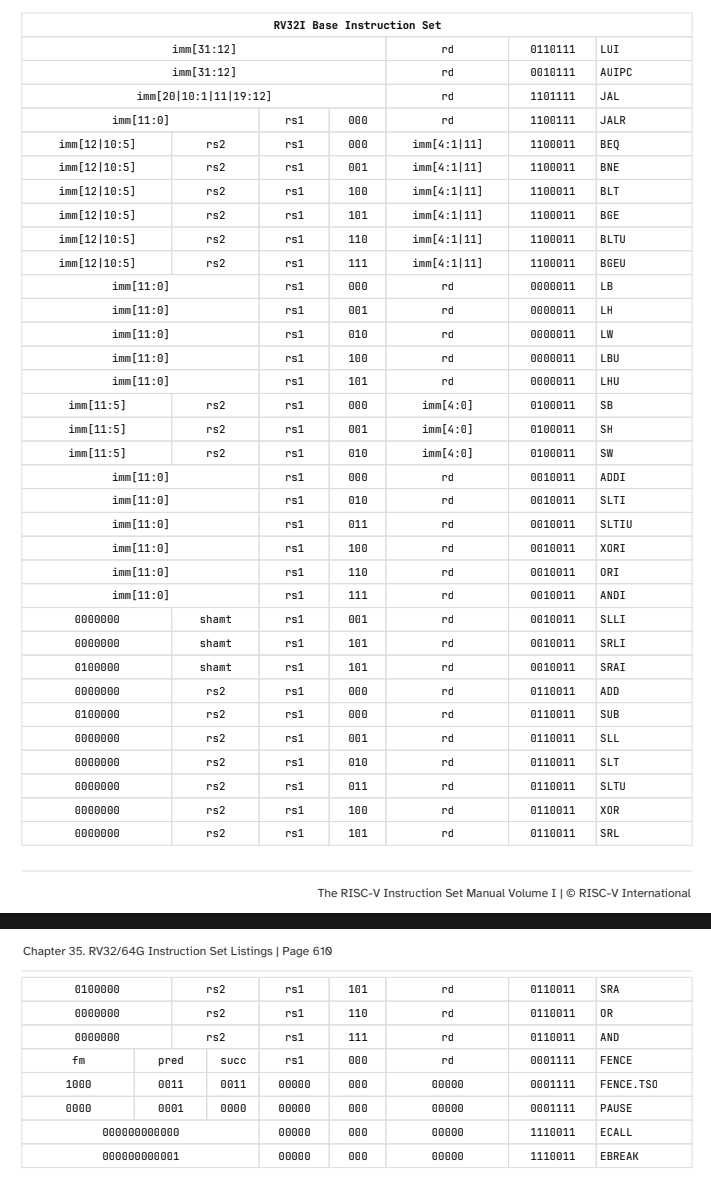 RV32I Base Instruction Set
imm[31:12] rd 0110111 LUI
imm[31:12] rd 0010111 AUIPC
imm[20|10:1|11|19:12] rd 1101111 JAL
imm[11:0] rs1 000 rd 1100111 JALR
imm[12|10:5] rs2 rs1 000 imm[4:1|11] 1100011 BEQ
imm[12|10:5] rs2 rs1 001 imm[4:1|11] 1100011 BNE
imm[12|10:5] rs2 rs1 100 imm[4:1|11] 1100011 BLT
imm[12|10:5] rs2 rs1 101 imm[4:1|11] 1100011 BGE
imm[12|10:5] rs2 rs1 110 imm[4:1|11] 1100011 BLTU
imm[12|10:5] rs2 rs1 111 imm[4:1|11] 1100011 BGEU
imm[11:0] rs1 000 rd 0000011 LB
imm[11:0] rs1 001 rd 0000011 LH
imm[11:0] rs1 010 rd 0000011 LW
imm[11:0] rs1 100 rd 0000011 LBU
imm[11:0] rs1 101 rd 0000011 LHU
imm[11:5] rs2 rs1 000 imm[4:0] 0100011 SB
imm[11:5] rs2 rs1 001 imm[4:0] 0100011 SH
imm[11:5] rs2 rs1 010 imm[4:0] 0100011 SW
imm[11:0] rs1 000 rd 0010011 ADDI
imm[11:0] rs1 010 rd 0010011 SLTI
imm[11:0] rs1 011 rd 0010011 SLTIU
imm[11:0] rs1 100 rd 0010011 XORI
imm[11:0] rs1 110 rd 0010011 ORI
imm[11:0] rs1 111 rd 0010011 ANDI
0000000 shamt rs1 001 rd 0010011 SLLI
0000000 shamt rs1 101 rd 0010011 SRLI
0100000 shamt rs1 101 rd 0010011 SRAI
0000000 rs2 rs1 000 rd 0110011 ADD
0100000 rs2 rs1 000 rd 0110011 SUB
0000000 rs2 rs1 001 rd 0110011 SLL
0000000 rs2 rs1 010 rd 0110011 SLT
0000000 rs2 rs1 011 rd 0110011 SLTU
0000000 rs2 rs1 100 rd 0110011 XOR
0000000 rs2 rs1 101 rd 0110011 SRL
The RISC-V Instruction Set Manual Volume I | © RISC-V International
Chapter 35. RV32/64G Instruction Set Listings | Page 610
0100000 rs2 rs1 101 rd 0110011 SRA
0000000 rs2 rs1 110 rd 0110011 OR
0000000 rs2 rs1 111 rd 0110011 AND
fm pred succ rs1 000 rd 0001111 FENCE
1000 0011 0011 00000 000 00000 0001111 FENCE.TSO
0000 0001 0000 00000 000 00000 0001111 PAUSE
000000000000 00000 000 00000 1110011 ECALL
000000000001 00000 000 00000 1110011 EBREAK